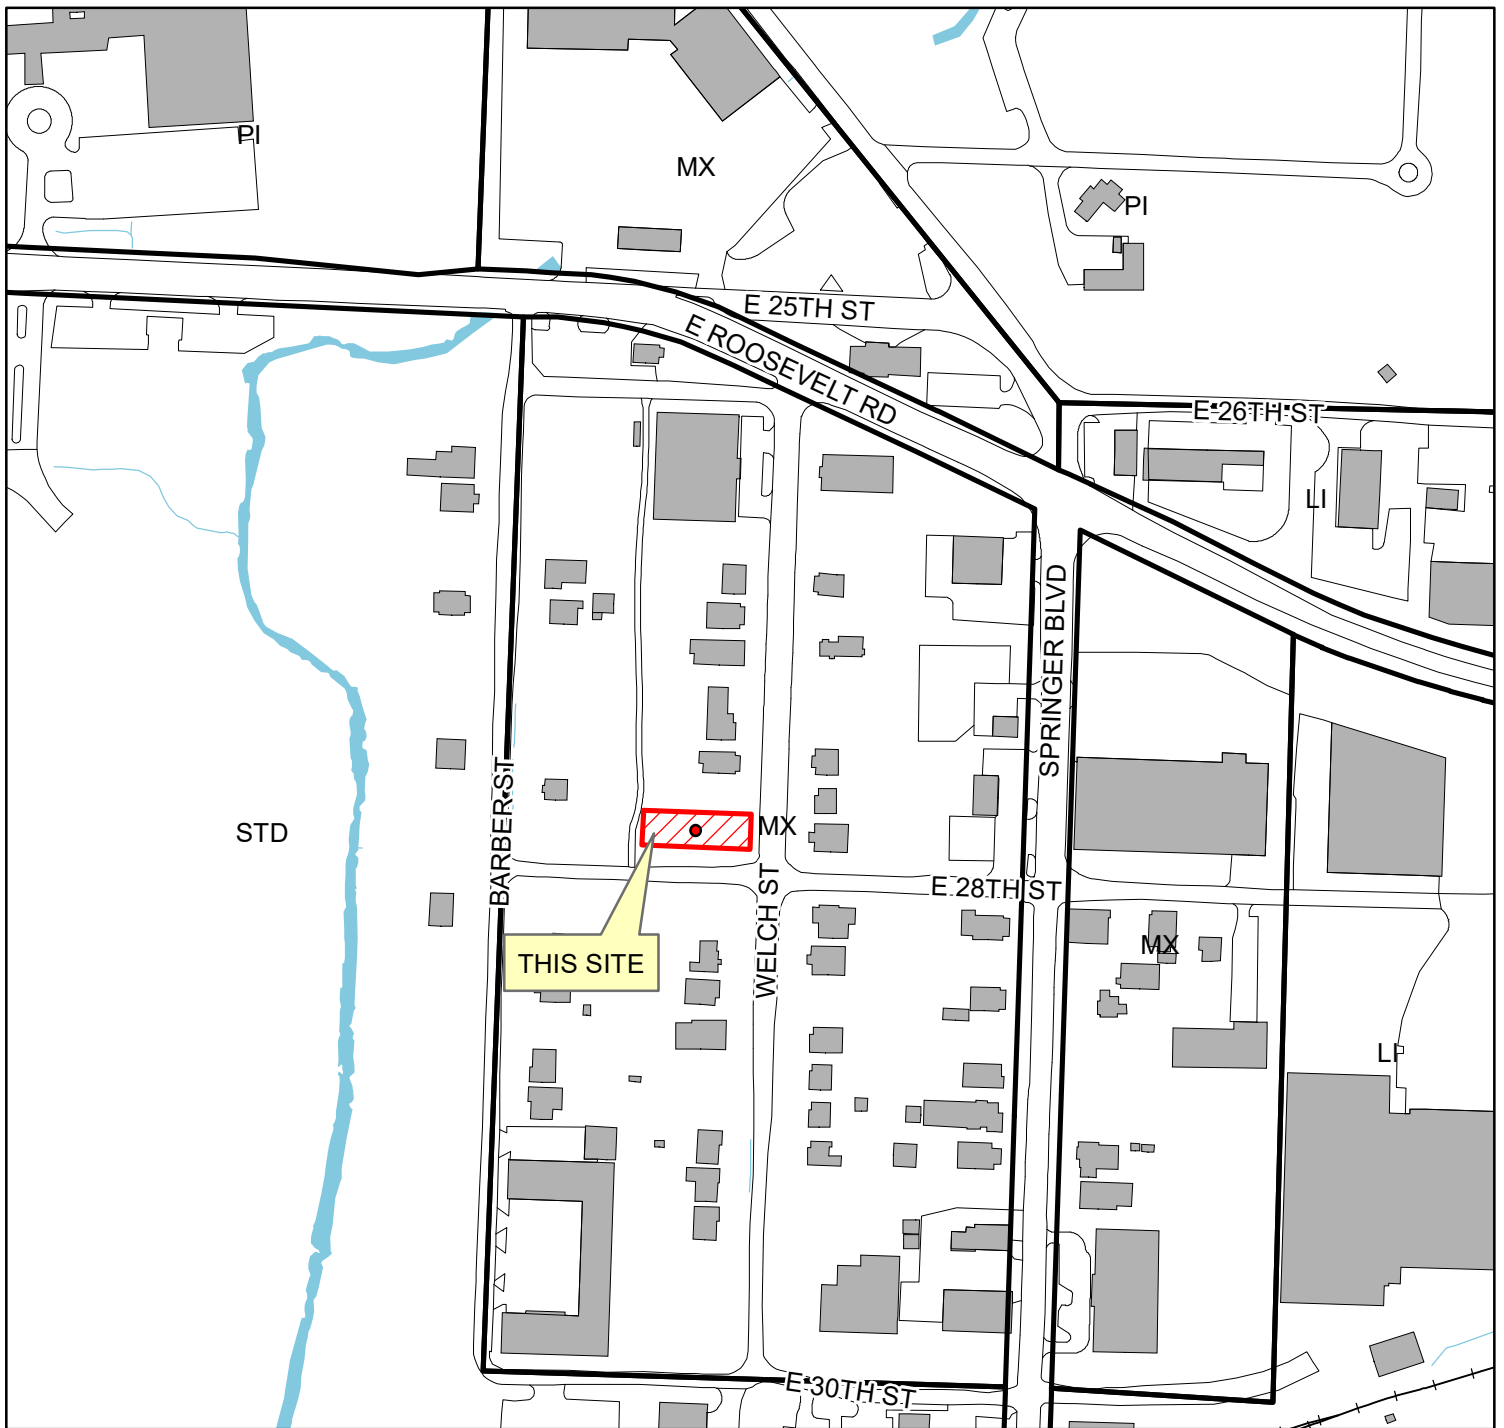 PI
MX
PI
E 25TH ST
E ROOSEVELT RD
E 26TH ST
LI
SPRINGER BLVD
BARBER ST
STD
MX
E 28TH ST
WELCH ST
THIS SITE
MX
LI
E 30TH ST